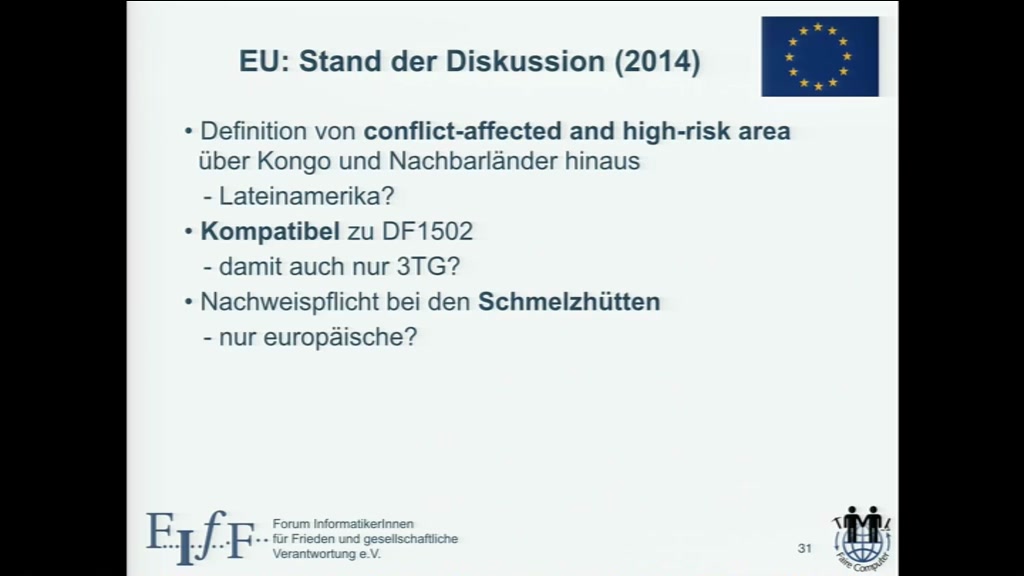 EU: Stand der Diskussion (2014)
• Definition von conflict-affected and high-risk area
über Kongo und Nachbarländer hinaus
- Lateinamerika?
• Kompatibel zu DF1502
- damit auch nur 3TG?
• Nachweispflicht bei den Schmelzhütten
- nur europäische?
FIfF
Forum InformatikerInnen
für Frieden und gesellschaftliche
Verantwortung e.V.
31
Faire Computer